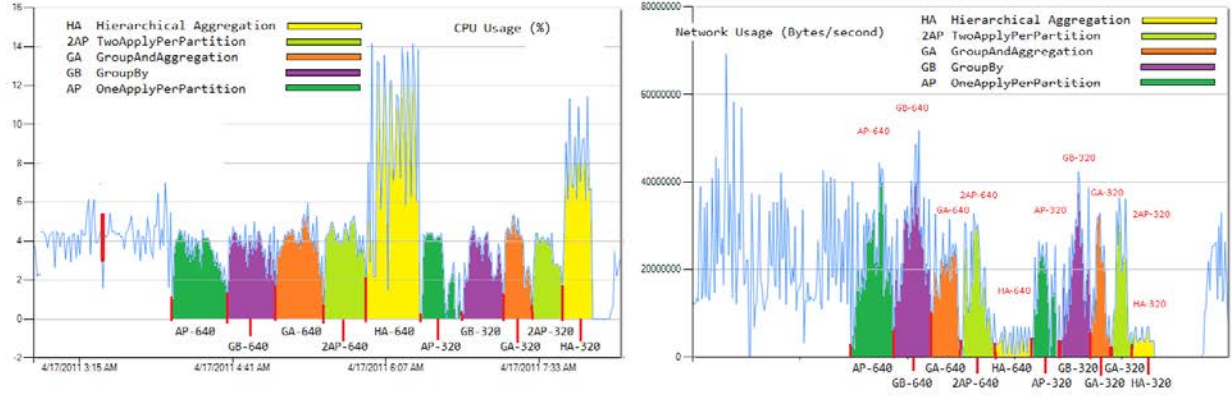 CPU Usage (%)
HA Hierarchical Aggregation
2AP TwoApplyPerPartition
GA GroupAndAggregation
GB GroupBy
AP OneApplyPerPartition
16
14
12
10
8
6
4
2
0
-2
AP-640
GB-640
GA-640
2AP-640
HA-640
AP-320
GB-320
GA-320
2AP-320
HA-320
4/17/2011 3:15 AM
4/17/2011 4:41 AM
4/17/2011 6:07 AM
4/17/2011 7:33 AM
Network Usage (Bytes/second)
HA Hierarchical Aggregation
2AP TwoApplyPerPartition
GA GroupAndAggregation
GB GroupBy
AP OneApplyPerPartition
80000000
60000000
40000000
20000000
0
AP-640
GB-640
GA-640
2AP-640
HA-640
AP-320
GB-320
GA-320
2AP-320
HA-320
AP-640
GB-640
GA-640
2AP-640
HA-640
AP-320
GB-320
GA-320
GA-320
HA-320